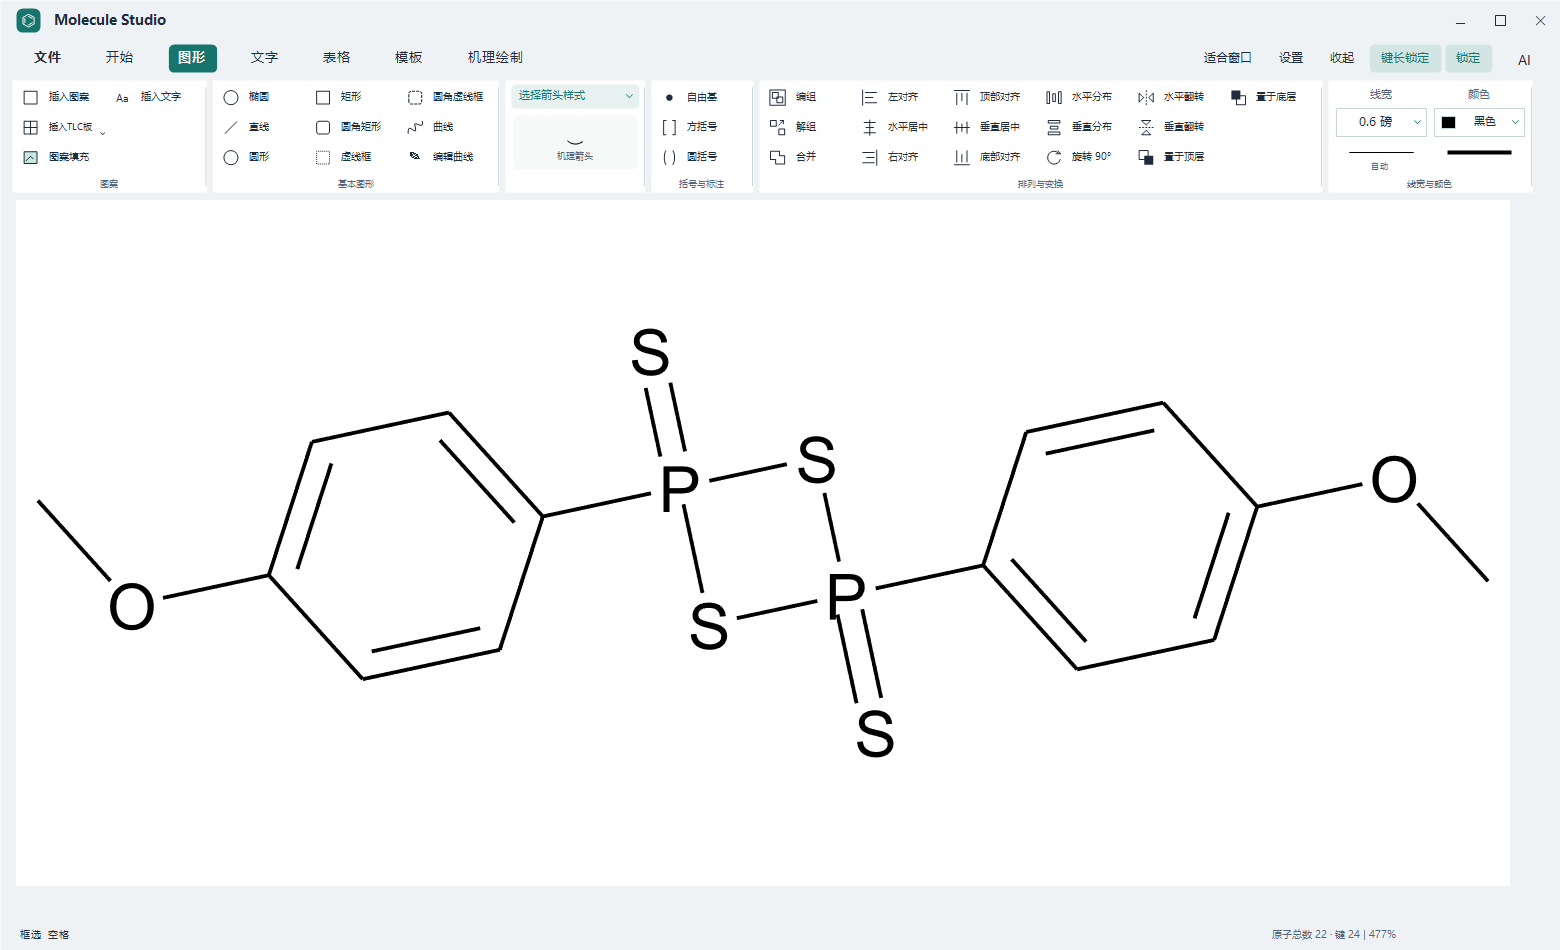 Molecule Studio
文件 开始 图形 文字 表格 模板 机理绘制 适合窗口 设置 收起 键长锁定 锁定 AI
插入图案 Aa 插入文字
插入TLC板
图案填充
图案
椭圆 矩形 圆角虚线框
直线 圆角矩形 曲线
圆形 虚线框 编辑曲线
基本图形
选择箭头样式
机理箭头
自由基
方括号
圆括号
括号与标注
编组 左对齐 顶部对齐 水平分布 水平翻转 置于底层
解组 水平居中 垂直居中 垂直分布 垂直翻转
合并 右对齐 底部对齐 旋转 90° 置于顶层
排列与变换
线宽 颜色
0.6 磅 黑色
自动
线宽与颜色
S
S
O
P
P
O
S
S
框选 空格
原子总数 22 · 键 24 | 477%